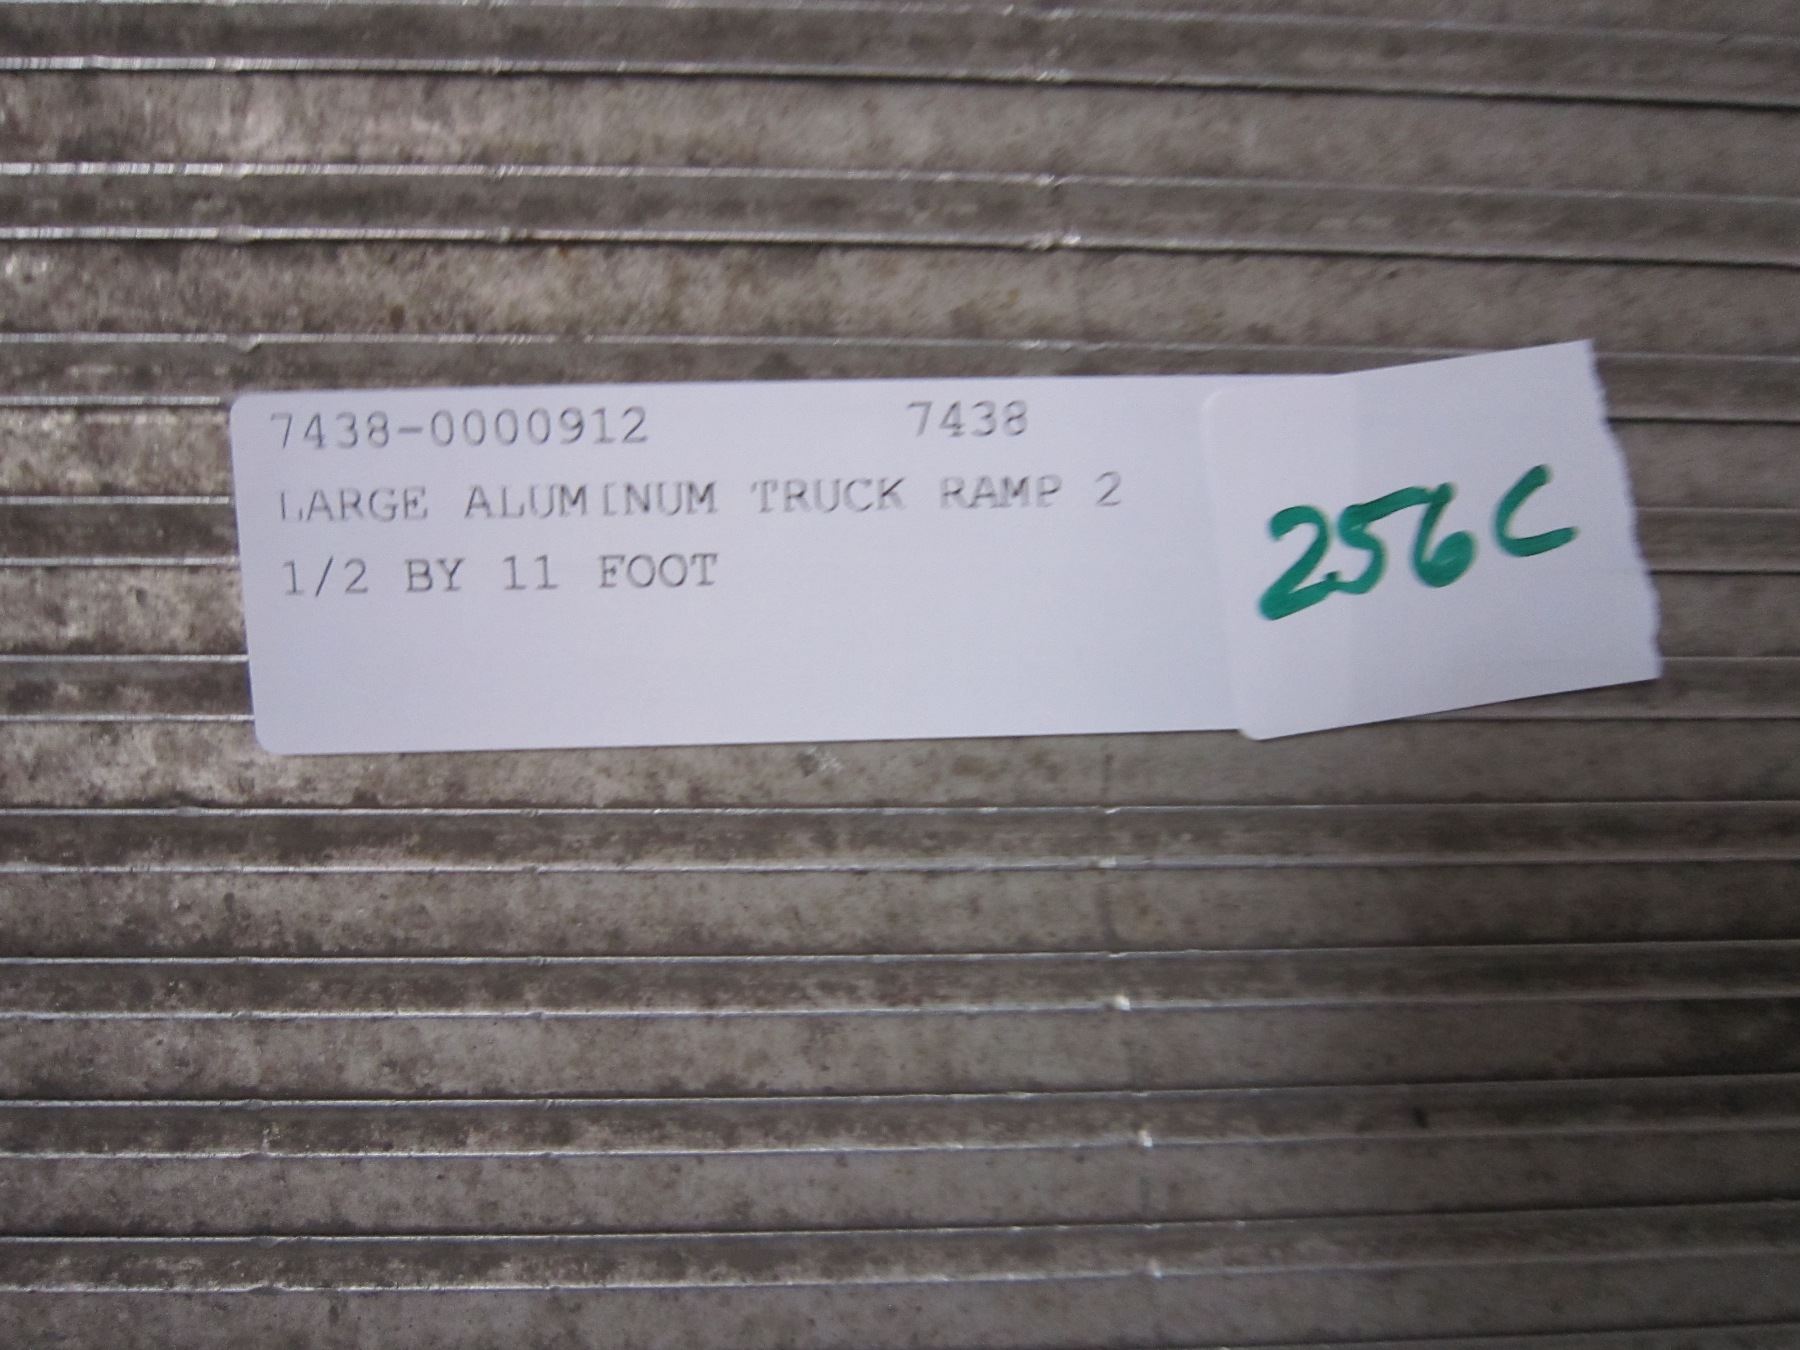 7438-0000912 7438
LARGE ALUMINUM TRUCK RAMP 2
1/2 BY 11 FOOT
256C